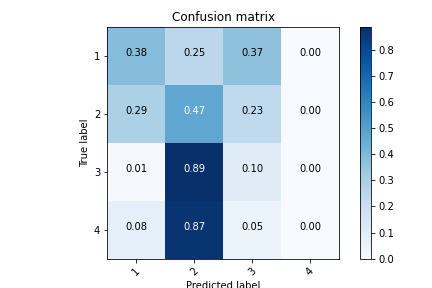 Confusion matrix
1 0.38 0.25 0.37 0.00
2 0.29 0.47 0.23 0.00
3 0.01 0.89 0.10 0.00
4 0.08 0.87 0.05 0.00
1 2 3 4
True label
Predicted label
0.8
0.7
0.6
0.5
0.4
0.3
0.2
0.1
0.0